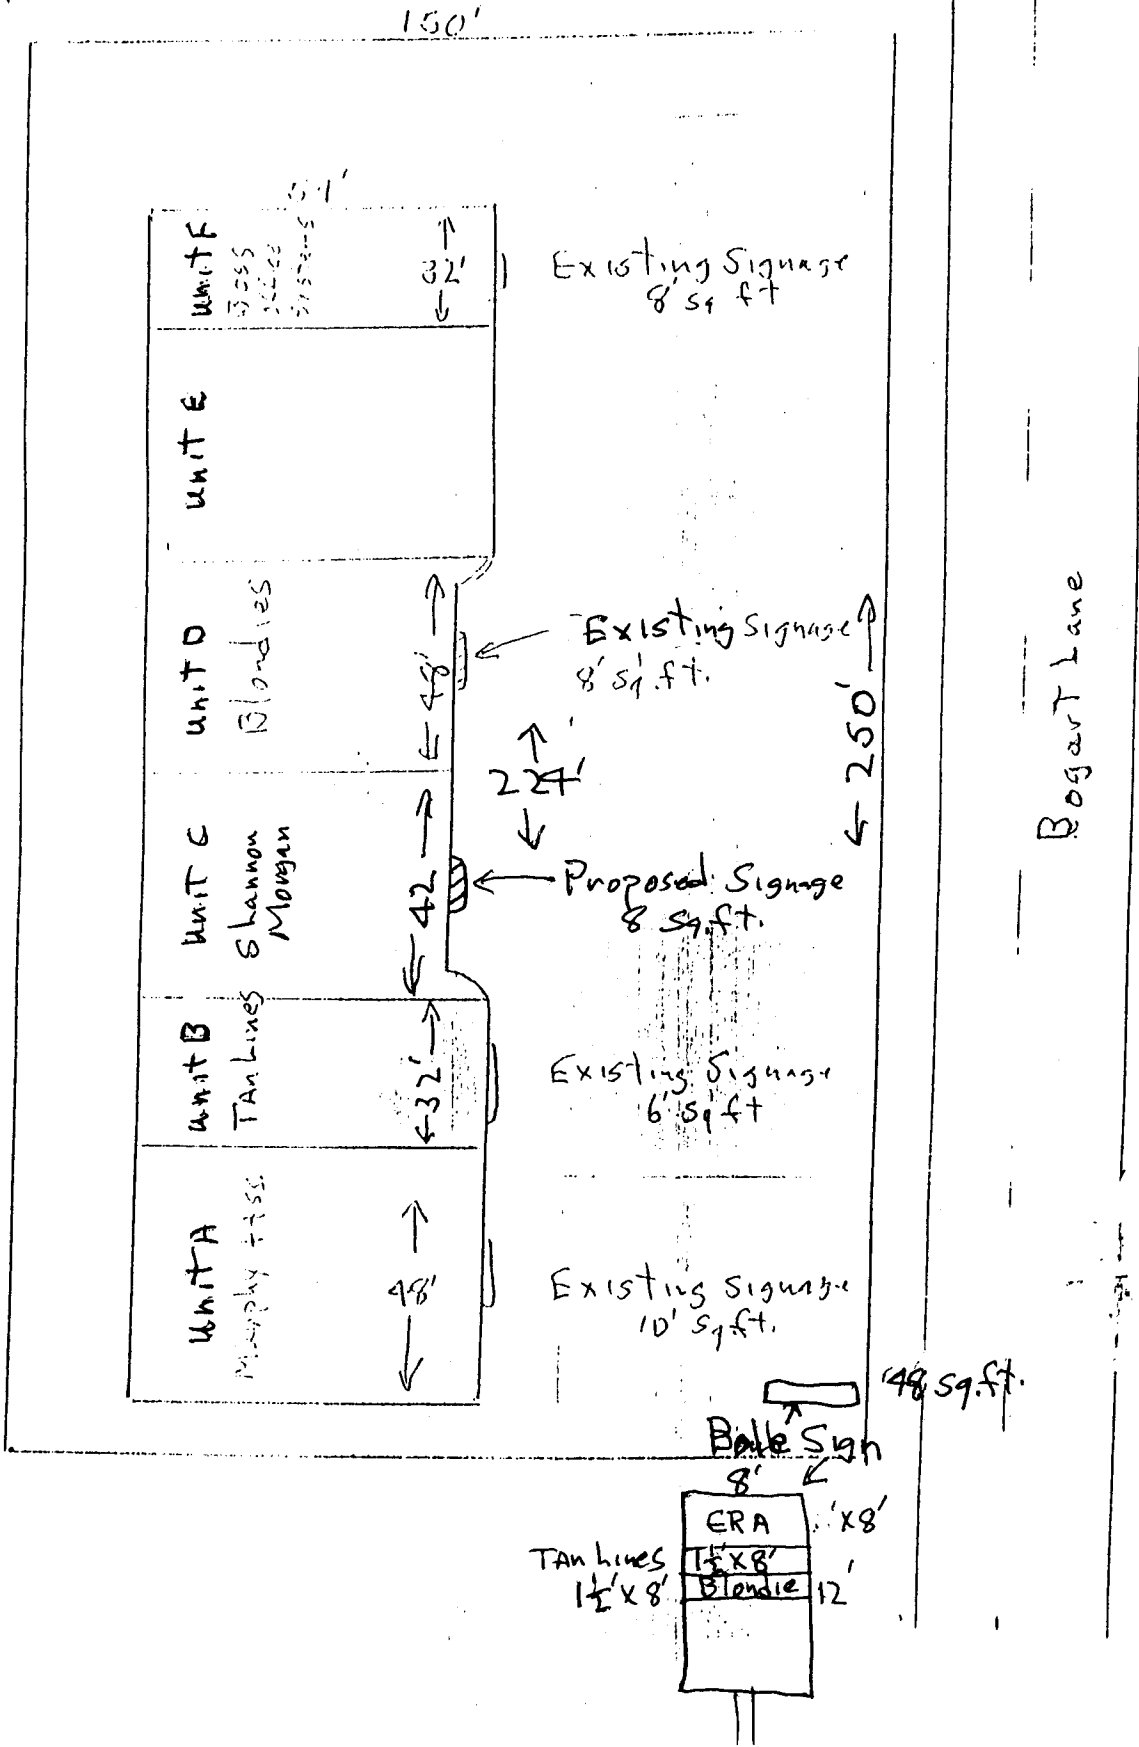 150'
Unit F
32'
Existing Signage
8' sq ft
Unit E
Unit D
Blondies
48'
Existing Signage
8' sq. ft.
224'
250'
Bogart Lane
Unit C
Shannon
Morgan
42
Proposed Signage
8 sq. ft.
Unit B
Tan Lines
32'
Existing Signage
6' sq ft
Unit A
Murphy
48'
Existing Signage
10' sq. ft.
48 sq. ft.
Sign
8'
ERA
'x8'
Tan Lines
1½'x8'
1½'x8'
Blondie
12'